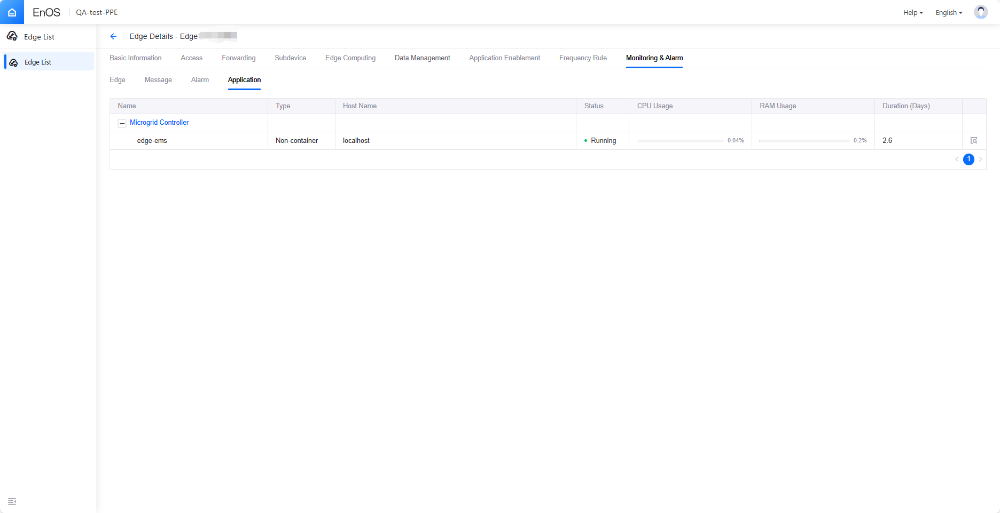 EnOS QA-test-PPE Help English
Edge List
Edge List
Edge Details - Edge-
Basic Information Access Forwarding Subdevice Edge Computing Data Management Application Enablement Frequency Rule Monitoring & Alarm
Edge Message Alarm Application
Name Type Host Name Status CPU Usage RAM Usage Duration (Days)
Microgrid Controller
edge-ems Non-container localhost Running 0.04% 0.2% 2.6
1